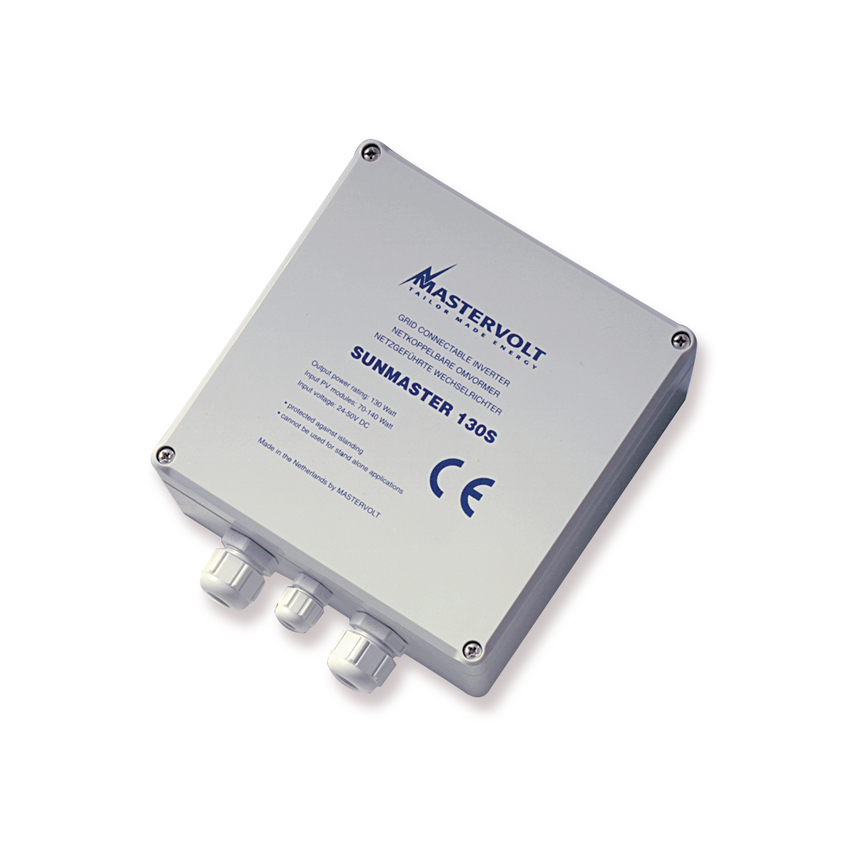 MASTERVOLT
TAILOR MADE ENERGY
GRID CONNECTABLE INVERTER
NETKOPPELBARE OMVORMER
NETZGEFÜHRTE WECHSELRICHTER
SUNMASTER 130S
Output power rating: 130 Watt
Input PV modules: 70-140 Watt
Input voltage: 24-50V DC
• protected against islanding
• cannot be used for stand alone applications
Made in the Netherlands by MASTERVOLT
CE